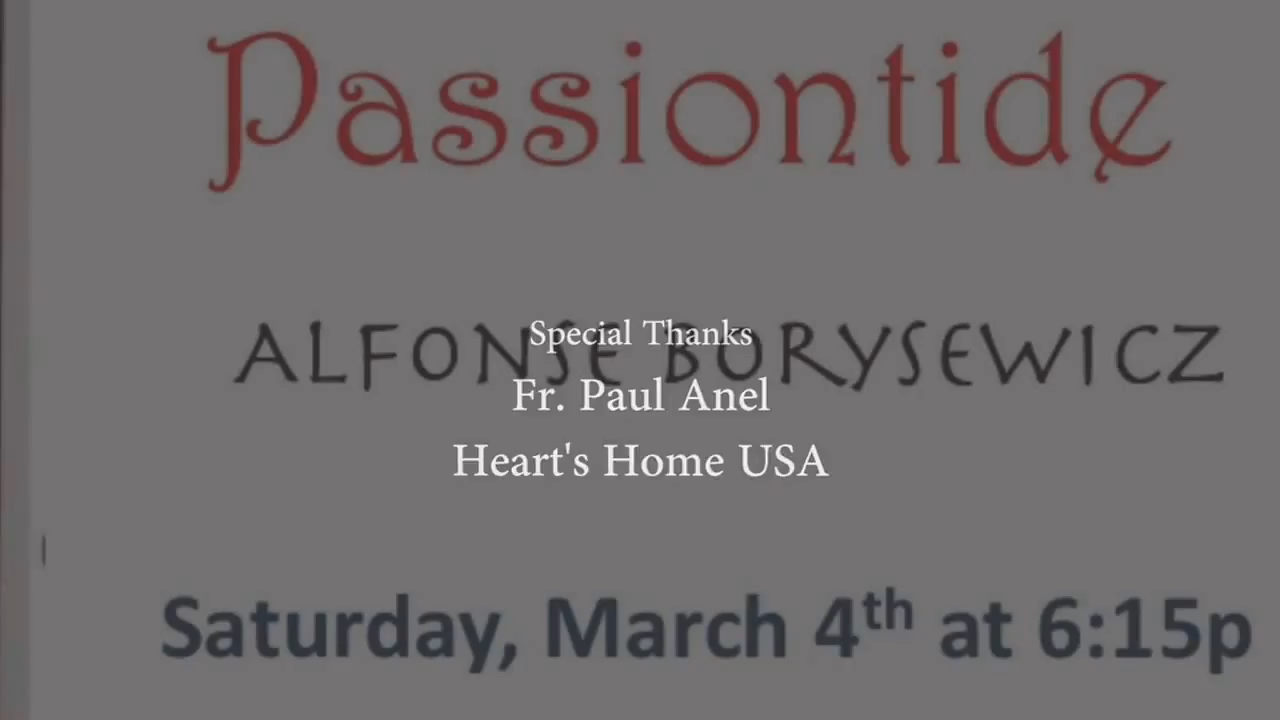 Passiontide
ALFONSE BORYSEWICZ
Special Thanks
Fr. Paul Anel
Heart's Home USA
Saturday, March 4th at 6:15p